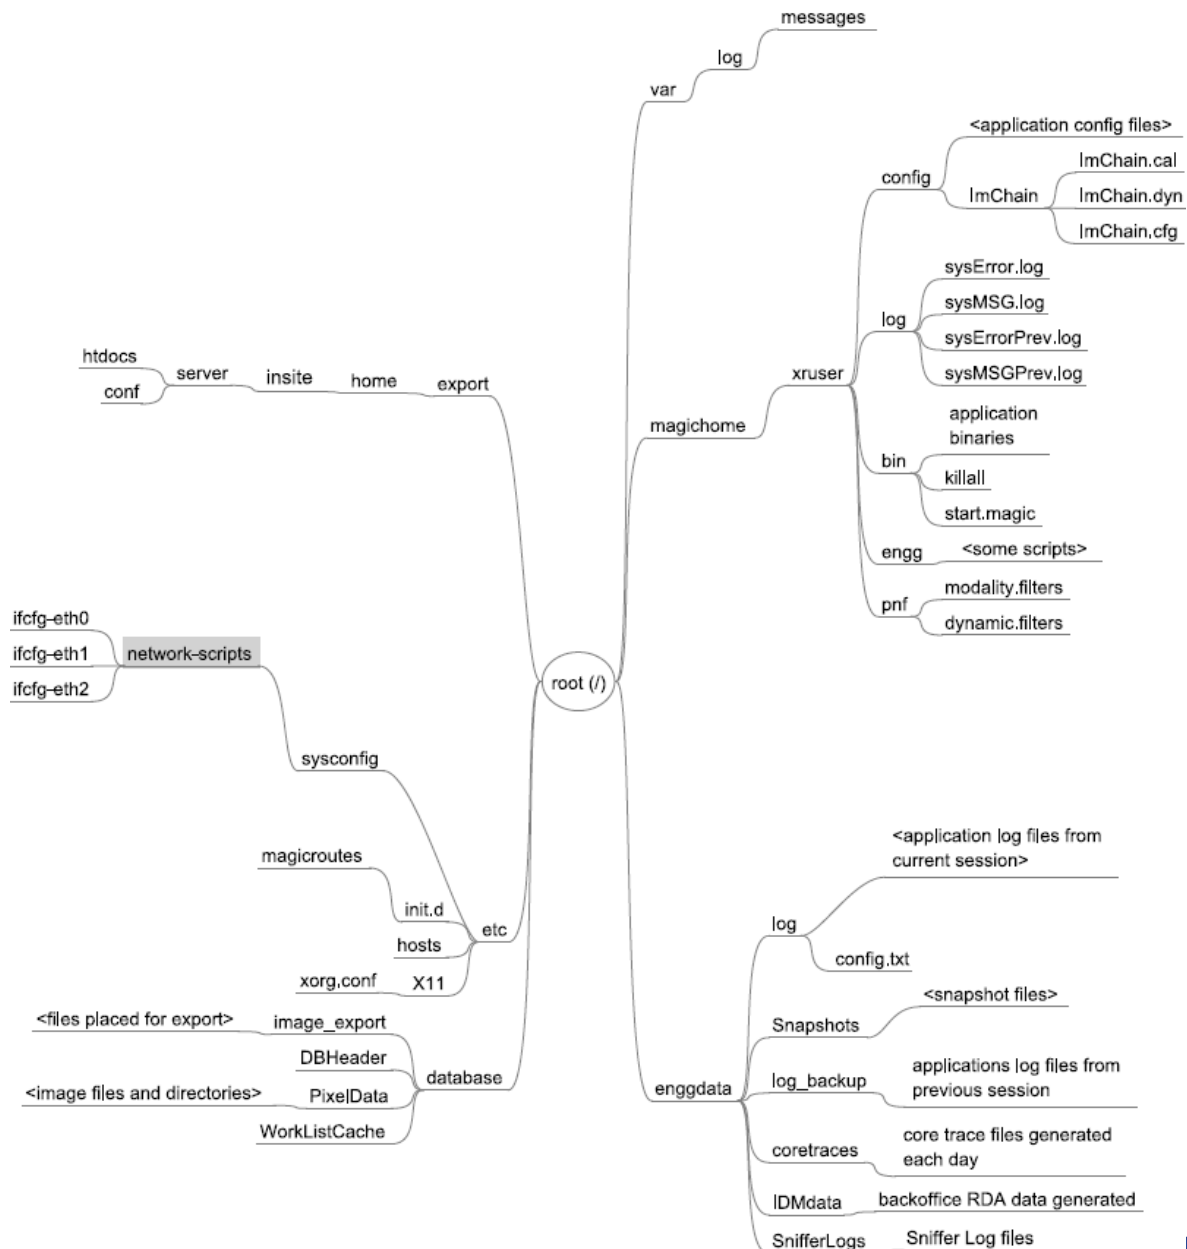 messages
log
var
<application config files>
config
ImChain
ImChain.cal
ImChain.dyn
ImChain,cfg
sysError.log
sysMSG.log
log
sysErrorPrev.log
sysMSGPrev,log
xruser
magichome
application
binaries
bin
killall
start.magic
engg
<some scripts>
modality.filters
pnf
dynamic.filters
htdocs
server
insite
home
export
conf
ifcfg-eth0
ifcfg-eth1
network-scripts
ifcfg-eth2
root (/)
sysconfig
magicroutes
init.d
etc
hosts
xorg,conf
X11
<files placed for export>
image_export
DBHeader
database
<image files and directories>
PixelData
WorkListCache
<application log files from
current session>
log
config.txt
<snapshot files>
Snapshots
enggdata
log_backup
applications log files from
previous session
coretraces
core trace files generated
each day
IDMdata
backoffice RDA data generated
SnifferLogs
Sniffer Log files